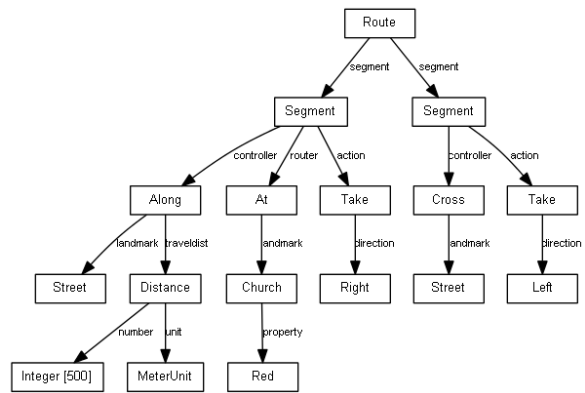 Route
segment segment
Segment Segment
controller router action controller action
Along At Take Cross Take
landmark traveldist andmark direction andmark direction
Street Distance Church Right Street Left
number unit property
Integer [500] MeterUnit Red